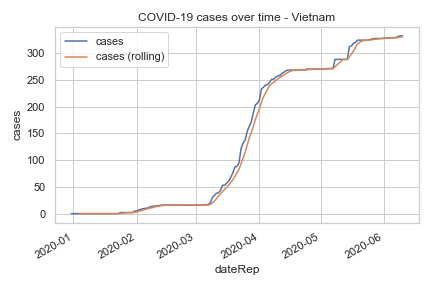 COVID-19 cases over time - Vietnam
cases
cases (rolling)
300
250
200
150
100
50
0
cases
2020-01
2020-02
2020-03
2020-04
2020-05
2020-06
dateRep